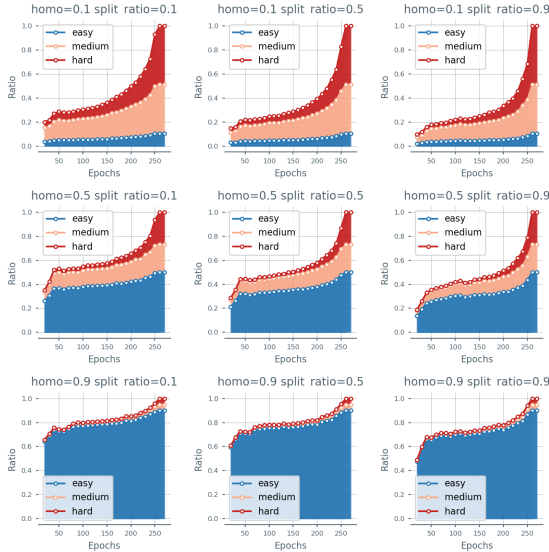 homo=0.1 split ratio=0.1
homo=0.1 split ratio=0.5
homo=0.1 split ratio=0.9
1.0
0.8
0.6
0.4
0.2
0.0
Ratio
easy
medium
hard
50 100 150 200 250
Epochs
1.0
0.8
0.6
0.4
0.2
0.0
Ratio
easy
medium
hard
50 100 150 200 250
Epochs
1.0
0.8
0.6
0.4
0.2
0.0
Ratio
easy
medium
hard
50 100 150 200 250
Epochs
homo=0.5 split ratio=0.1
homo=0.5 split ratio=0.5
homo=0.5 split ratio=0.9
1.0
0.8
0.6
0.4
0.2
0.0
Ratio
easy
medium
hard
50 100 150 200 250
Epochs
1.0
0.8
0.6
0.4
0.2
0.0
Ratio
easy
medium
hard
50 100 150 200 250
Epochs
1.0
0.8
0.6
0.4
0.2
0.0
Ratio
easy
medium
hard
50 100 150 200 250
Epochs
homo=0.9 split ratio=0.1
homo=0.9 split ratio=0.5
homo=0.9 split ratio=0.9
1.0
0.8
0.6
0.4
0.2
0.0
Ratio
easy
medium
hard
50 100 150 200 250
Epochs
1.0
0.8
0.6
0.4
0.2
0.0
Ratio
easy
medium
hard
50 100 150 200 250
Epochs
1.0
0.8
0.6
0.4
0.2
0.0
Ratio
easy
medium
hard
50 100 150 200 250
Epochs